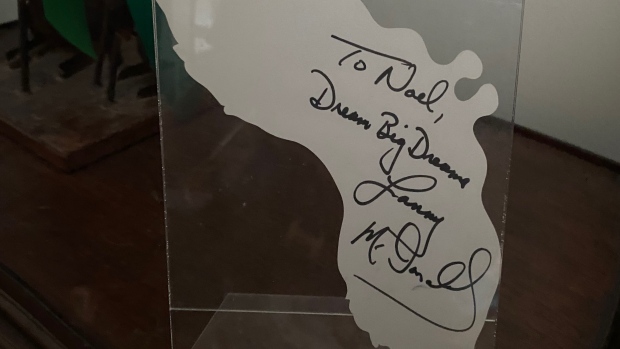 To Noel,
Dream Big Dreams
Lanny
McDonald